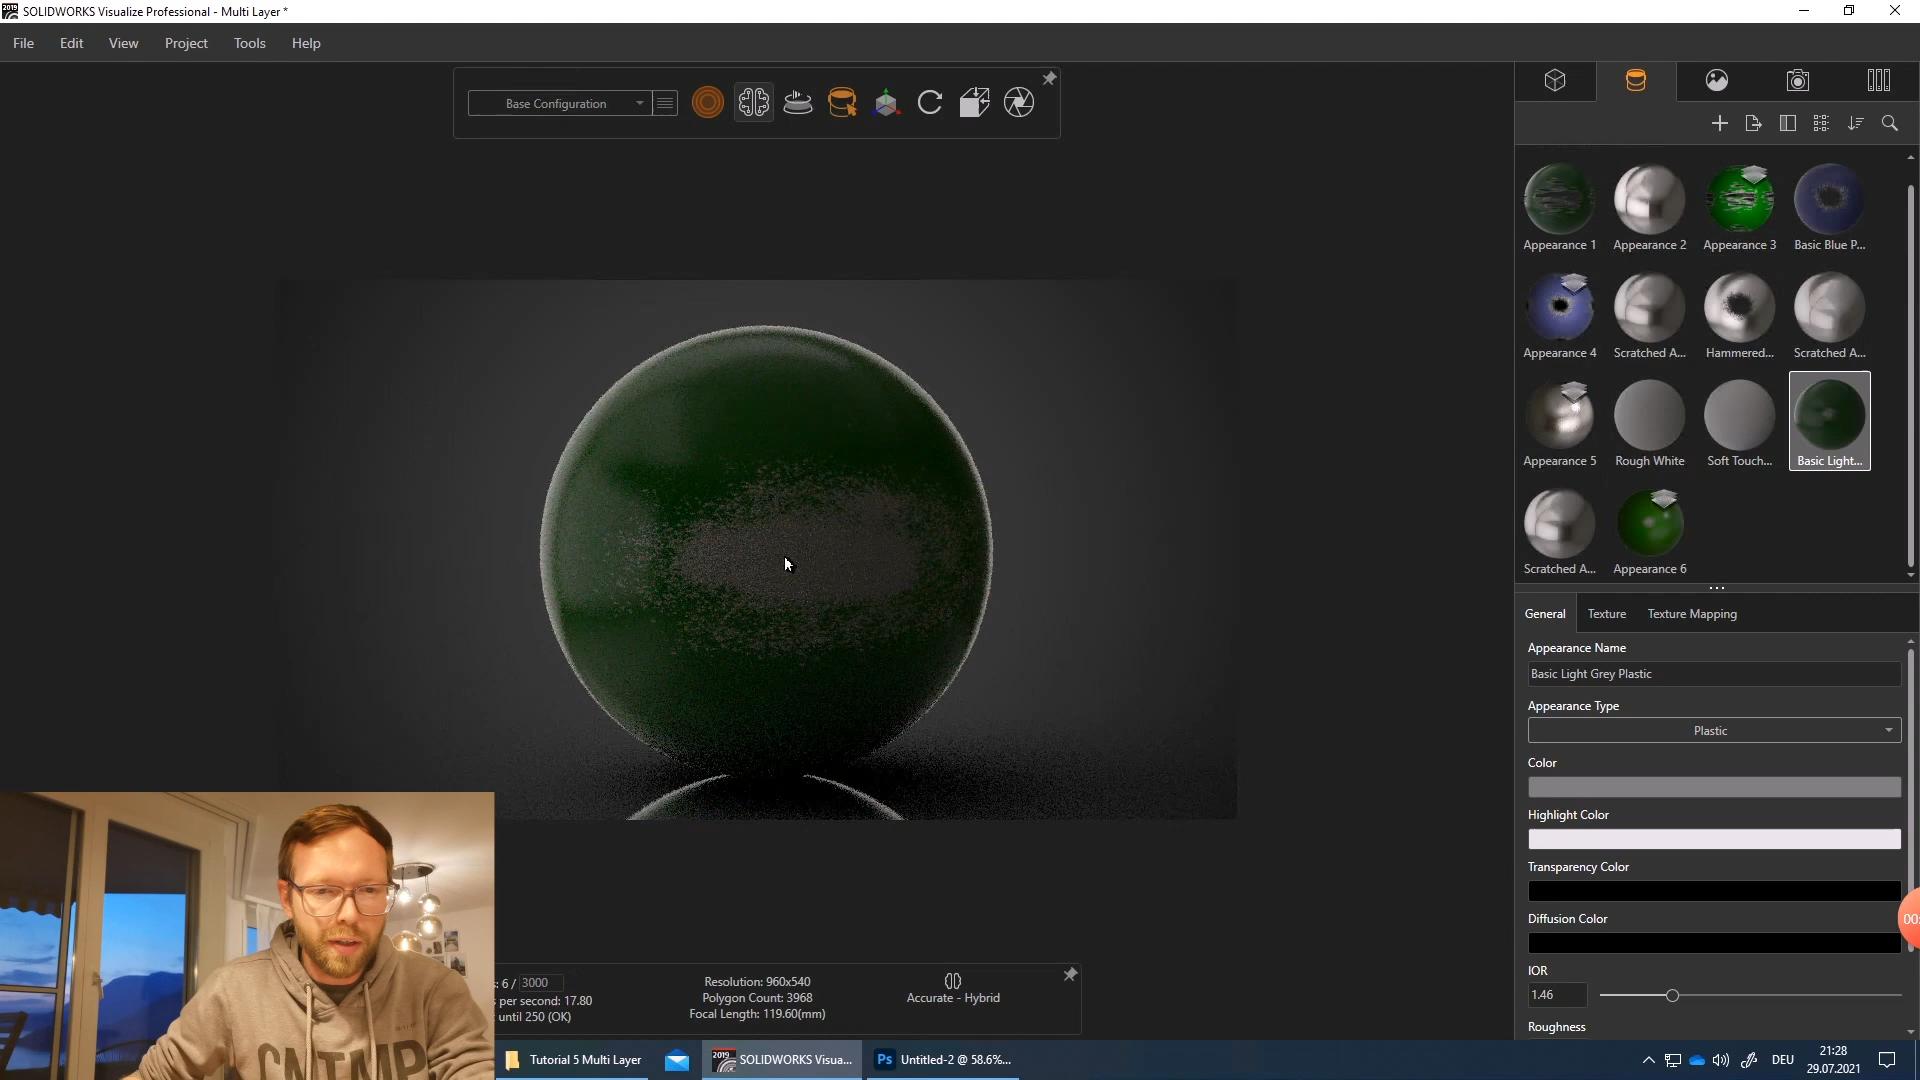 2019 SOLIDWORKS Visualize Professional - Multi Layer *
File Edit View Project Tools Help
Base Configuration
Appearance 1 Appearance 2 Appearance 3 Basic Blue P...
Appearance 4 Scratched A... Hammered... Scratched A...
Appearance 5 Rough White Soft Touch... Basic Light...
Scratched A... Appearance 6
General Texture Texture Mapping
Appearance Name
Basic Light Grey Plastic
Appearance Type
Plastic
Color
Highlight Color
Transparency Color
Diffusion Color
00:
IOR
1.46
Roughness
: 6 / 3000
per second: 17.80
until 250 (OK)
Resolution: 960x540
Polygon Count: 3968
Focal Length: 119.60(mm)
Accurate - Hybrid
Tutorial 5 Multi Layer
2019 SOLIDWORKS Visua...
Ps Untitled-2 @ 58.6%...
DEU
21:28
29.07.2021